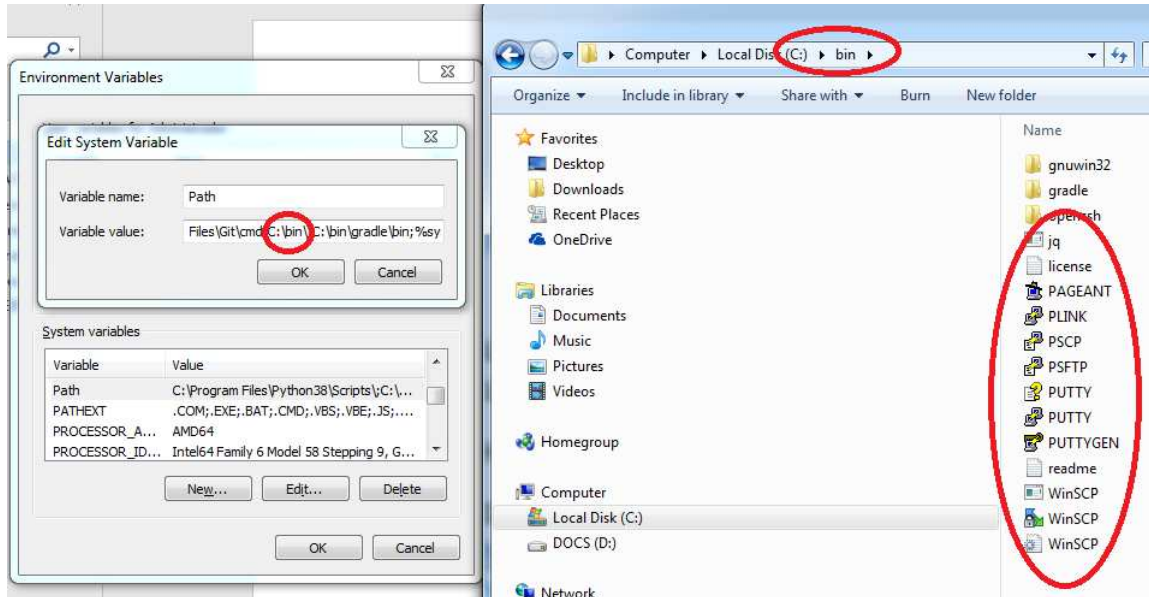 Environment Variables
Edit System Variable
Variable name:
Path
Variable value:
Files\Git\cmd;C:\bin\;C:\bin\gradle\bin;%sy
OK
Cancel
System variables
Variable
Value
Path
C:\Program Files\Python38\Scripts\;C:\...
PATHEXT
.COM;.EXE;.BAT;.CMD;.VBS;.VBE;.JS;....
PROCESSOR_A...
AMD64
PROCESSOR_ID...
Intel64 Family 6 Model 58 Stepping 9, G...
New...
Edit...
Delete
OK
Cancel
Computer
Local Disk (C:)
bin
Organize
Include in library
Share with
Burn
New folder
Favorites
Desktop
Downloads
Recent Places
OneDrive
Libraries
Documents
Music
Pictures
Videos
Homegroup
Computer
Local Disk (C:)
DOCS (D:)
Network
Name
gnuwin32
gradle
jq
license
PAGEANT
PLINK
PSCP
PSFTP
PUTTY
PUTTY
PUTTYGEN
readme
WinSCP
WinSCP
WinSCP